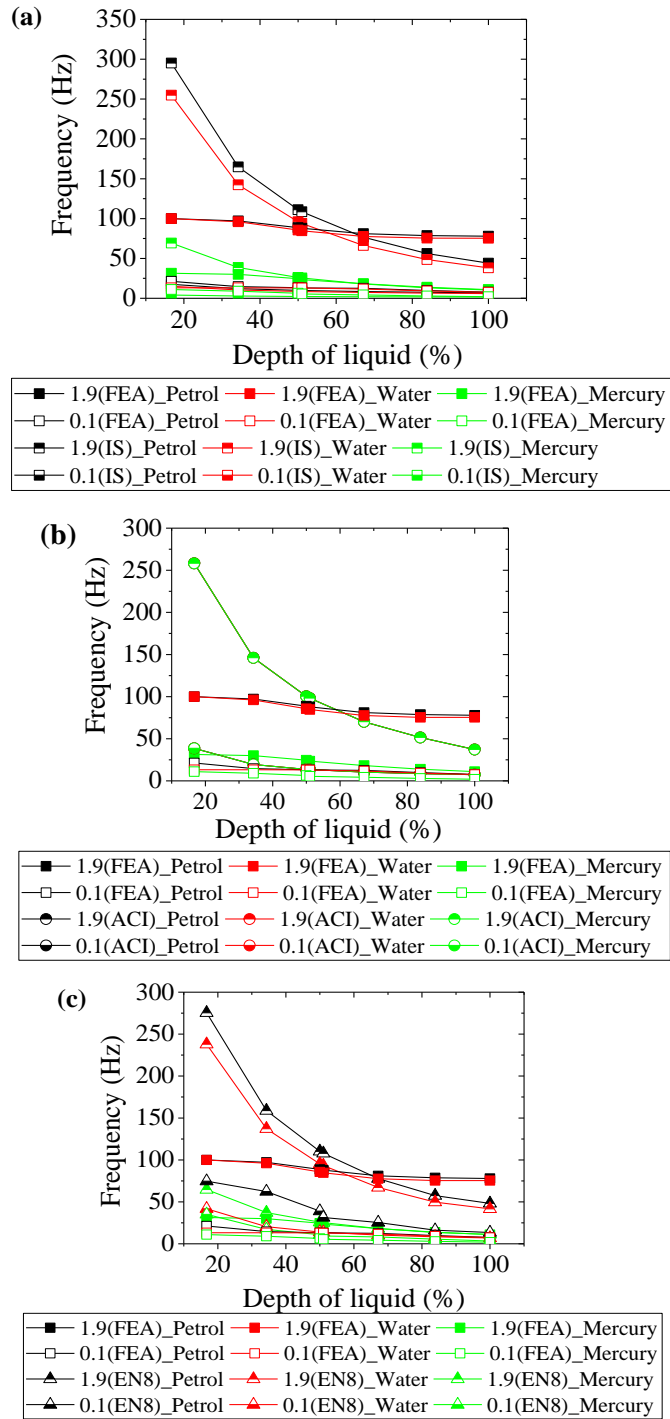 (a)
350
300
250
200
150
100
50
0
Frequency (Hz)
20 40 60 80 100
Depth of liquid (%)
1.9(FEA)_Petrol 1.9(FEA)_Water 1.9(FEA)_Mercury
0.1(FEA)_Petrol 0.1(FEA)_Water 0.1(FEA)_Mercury
1.9(IS)_Petrol 1.9(IS)_Water 1.9(IS)_Mercury
0.1(IS)_Petrol 0.1(IS)_Water 0.1(IS)_Mercury
(b)
300
250
200
150
100
50
0
Frequency (Hz)
20 40 60 80 100
Depth of liquid (%)
1.9(FEA)_Petrol 1.9(FEA)_Water 1.9(FEA)_Mercury
0.1(FEA)_Petrol 0.1(FEA)_Water 0.1(FEA)_Mercury
1.9(ACI)_Petrol 1.9(ACI)_Water 1.9(ACI)_Mercury
0.1(ACI)_Petrol 0.1(ACI)_Water 0.1(ACI)_Mercury
(c)
300
250
200
150
100
50
0
Frequency (Hz)
20 40 60 80 100
Depth of liquid (%)
1.9(FEA)_Petrol 1.9(FEA)_Water 1.9(FEA)_Mercury
0.1(FEA)_Petrol 0.1(FEA)_Water 0.1(FEA)_Mercury
1.9(EN8)_Petrol 1.9(EN8)_Water 1.9(EN8)_Mercury
0.1(EN8)_Petrol 0.1(EN8)_Water 0.1(EN8)_Mercury